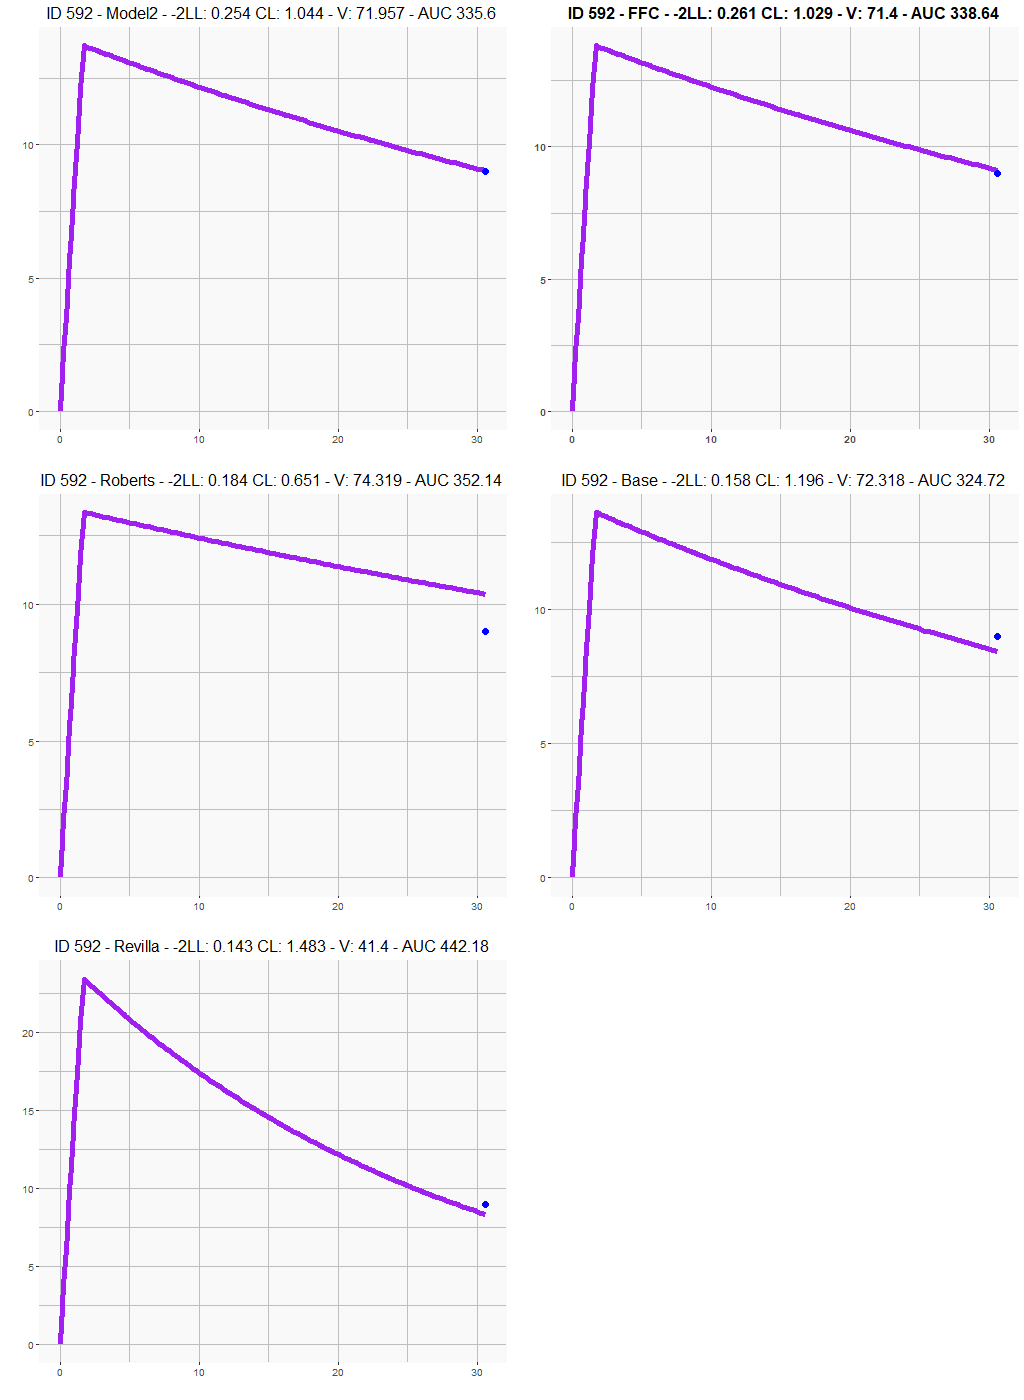 ID 592 - Model2 - -2LL: 0.254 CL: 1.044 - V: 71.957 - AUC 335.6
10
5
0
0 10 20 30
ID 592 - FFC - -2LL: 0.261 CL: 1.029 - V: 71.4 - AUC 338.64
10
5
0
0 10 20 30
ID 592 - Roberts - -2LL: 0.184 CL: 0.651 - V: 74.319 - AUC 352.14
10
5
0
0 10 20 30
ID 592 - Base - -2LL: 0.158 CL: 1.196 - V: 72.318 - AUC 324.72
10
5
0
0 10 20 30
ID 592 - Revilla - -2LL: 0.143 CL: 1.483 - V: 41.4 - AUC 442.18
20
15
10
5
0
0 10 20 30